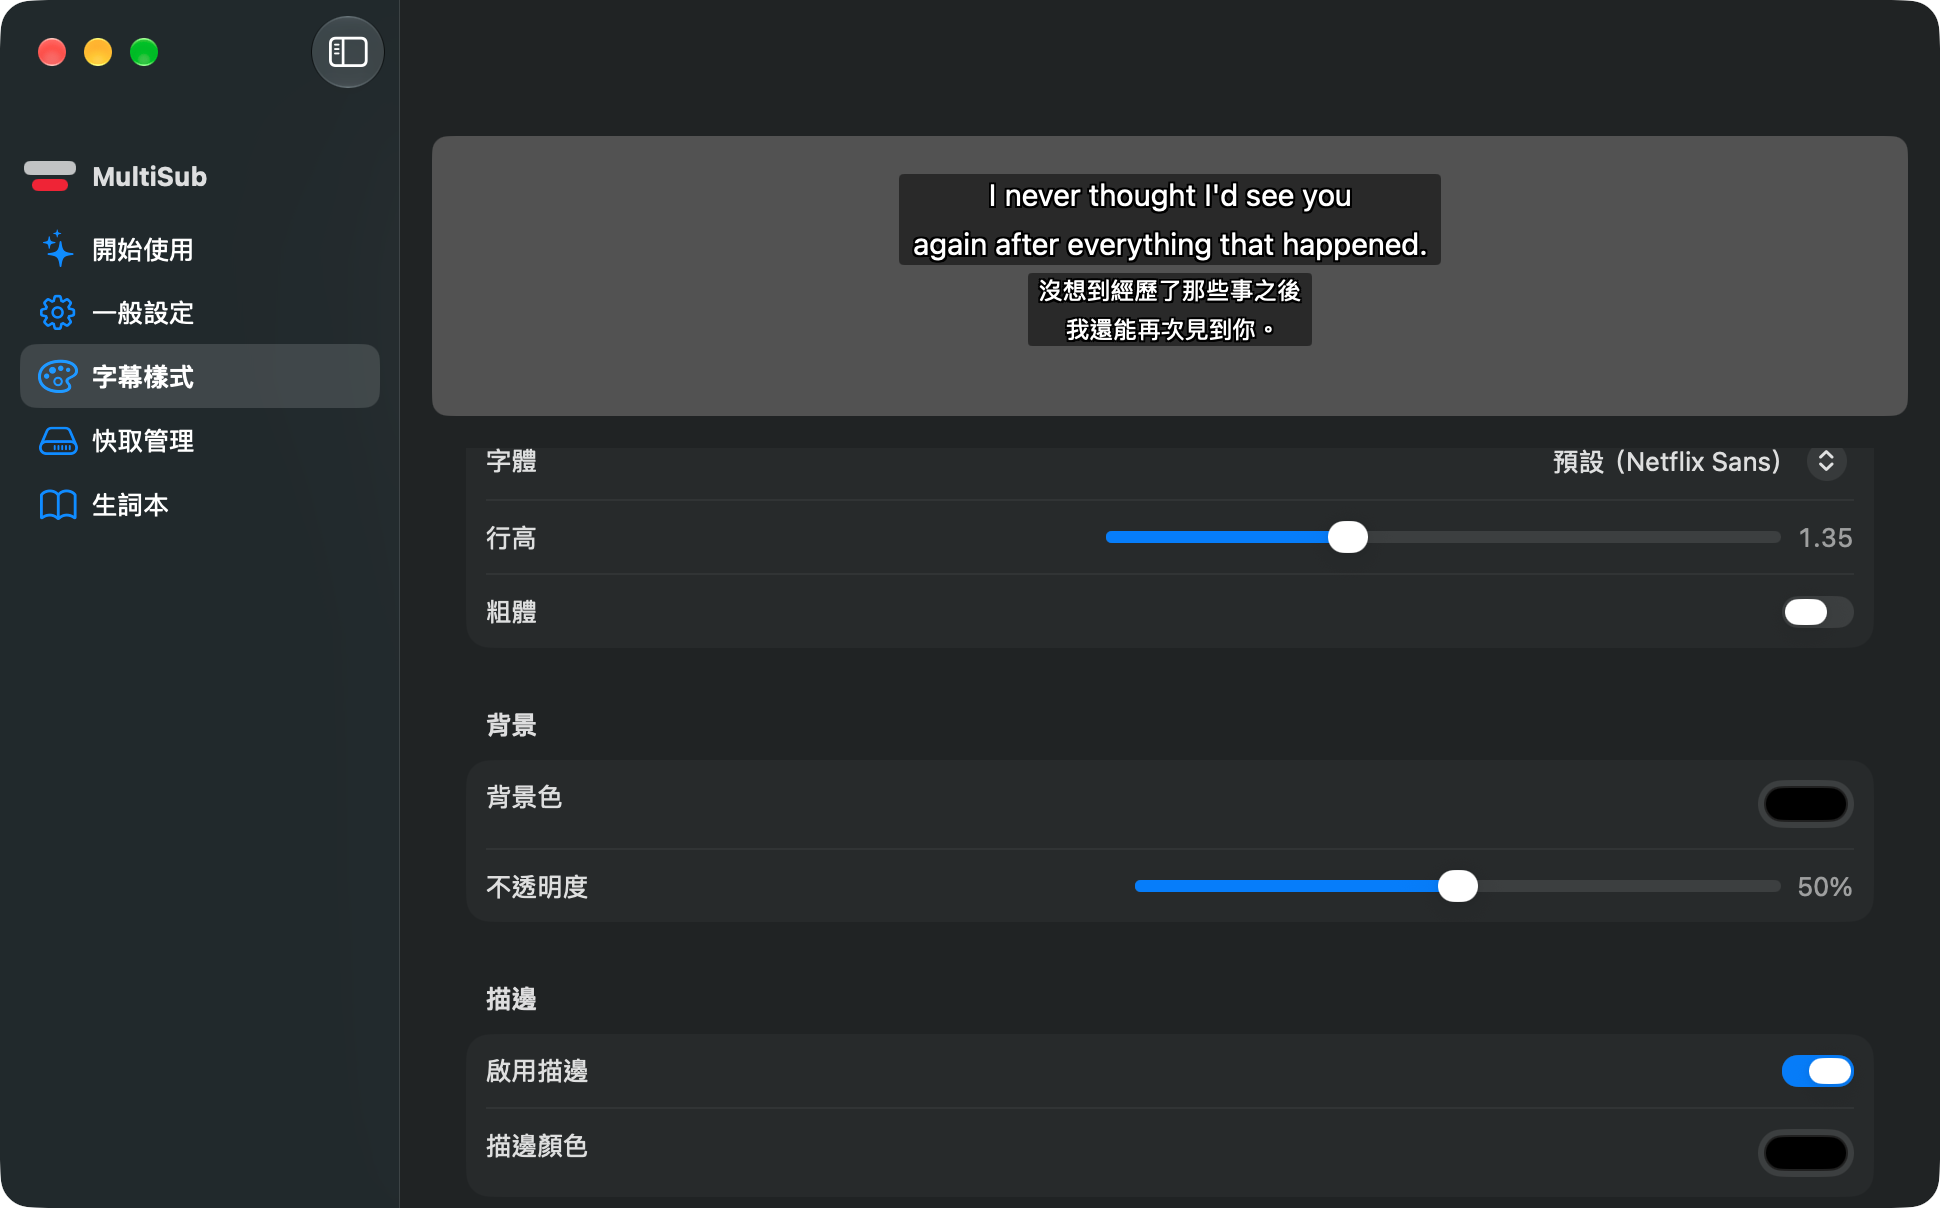 MultiSub
開始使用
一般設定
字幕樣式
快取管理
生詞本
I never thought I'd see you
again after everything that happened.
沒想到經歷了那些事之後
我還能再次見到你。
字體
預設（Netflix Sans）
行高
1.35
粗體
背景
背景色
不透明度
50%
描邊
啟用描邊
描邊顏色